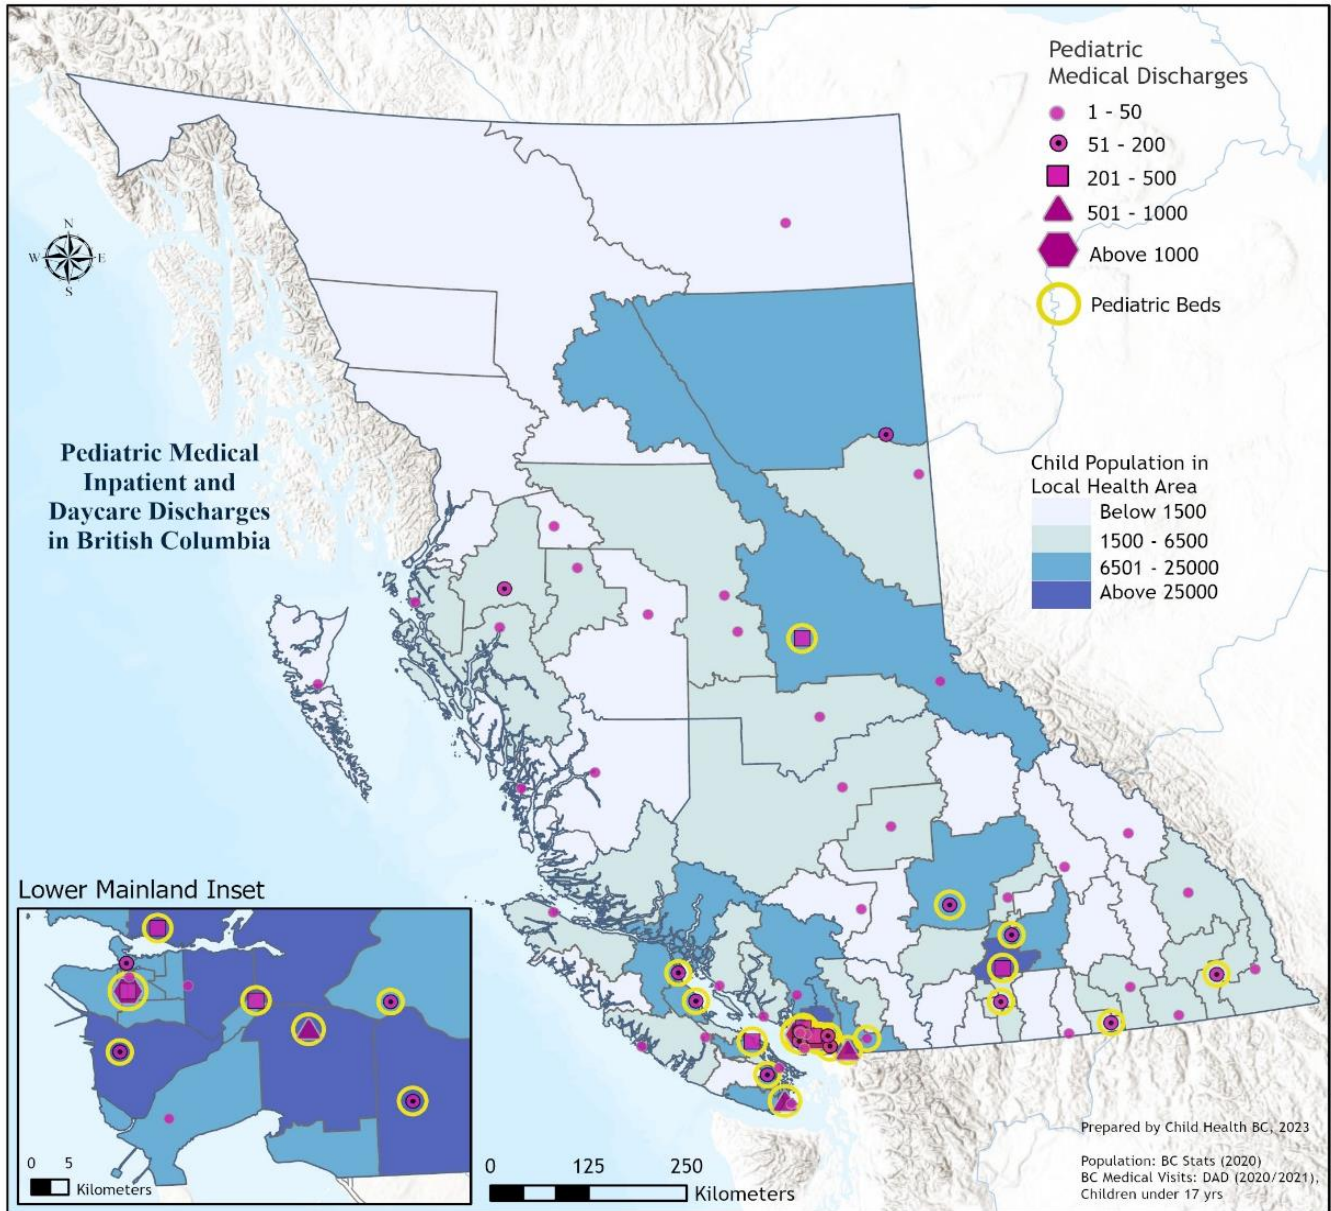 Pediatric
Medical Discharges
1 - 50
51 - 200
201 - 500
501 - 1000
Above 1000
Pediatric Beds
N
W
E
S
Pediatric Medical
Inpatient and
Daycare Discharges
in British Columbia
Child Population in
Local Health Area
Below 1500
1500 - 6500
6501 - 25000
Above 25000
Lower Mainland Inset
0 5
Kilometers
0 125 250
Kilometers
Prepared by Child Health BC, 2023
Population: BC Stats (2020)
BC Medical Visits: DAD (2020/2021),
Children under 17 yrs